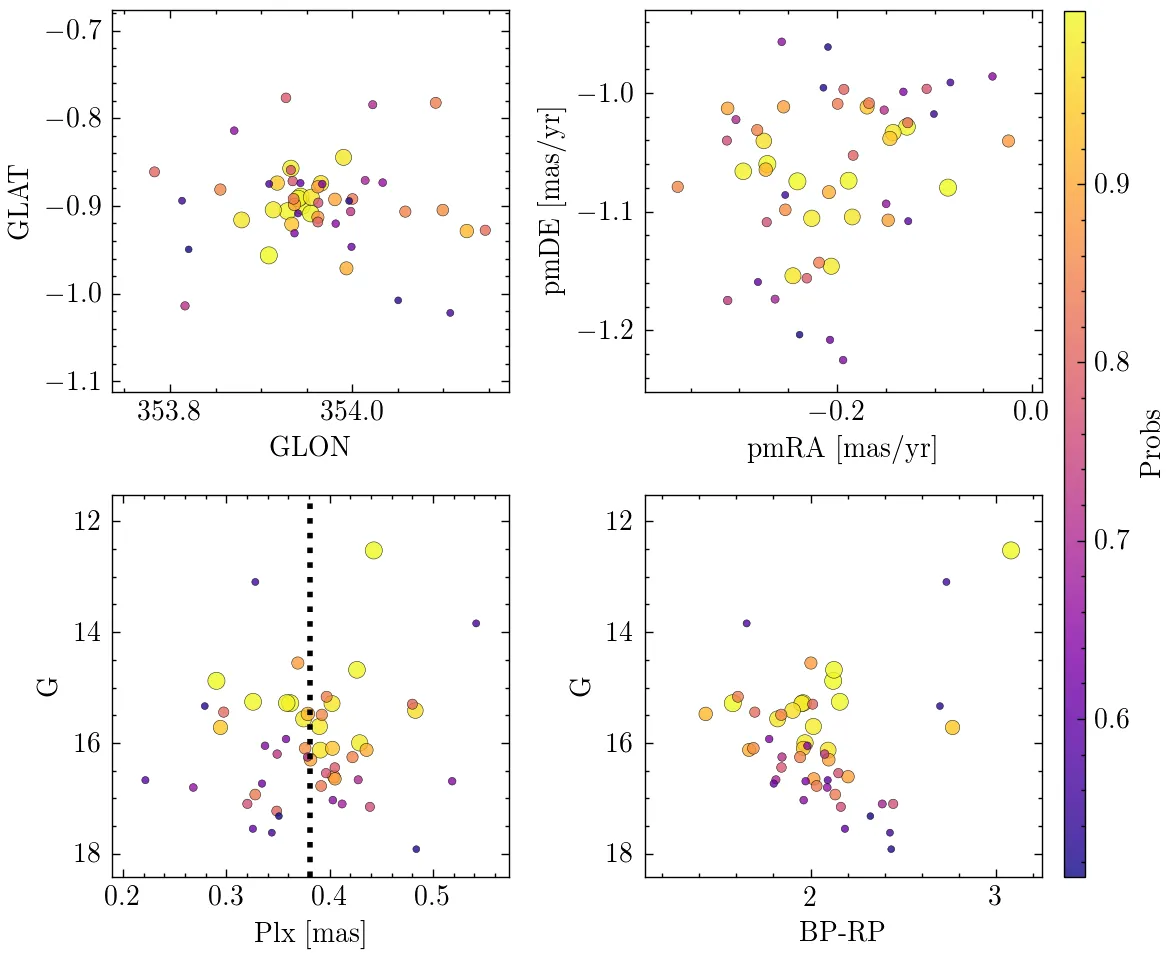 −0.7
−0.8
−0.9
−1.0
−1.1
GLAT
353.8 354.0
GLON
−1.0
−1.1
−1.2
pmDE [mas/yr]
−0.2 0.0
pmRA [mas/yr]
12
14
16
18
G
0.2 0.3 0.4 0.5
Plx [mas]
12
14
16
18
G
2 3
BP-RP
0.9
0.8
0.7
0.6
Probs